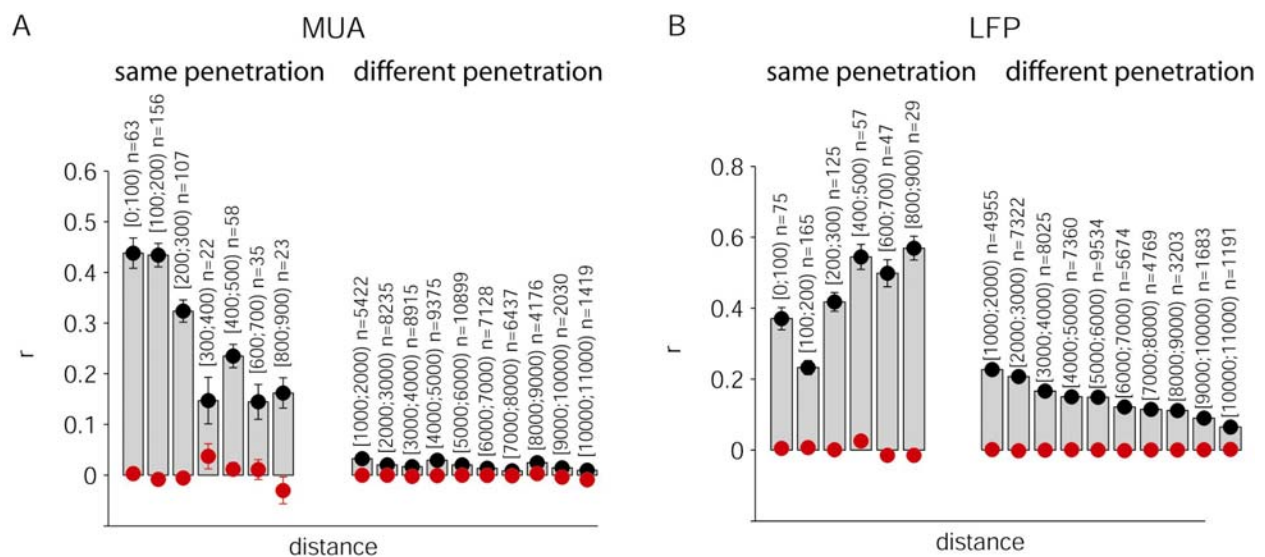 A
MUA
same penetration
different penetration
0.6
0.5
0.4
0.3
0.2
0.1
0
r
[0;100) n=63
[100;200) n=156
[200;300) n=107
[300;400) n=22
[400;500) n=58
[600;700) n=35
[800;900) n=23
[1000;2000) n=5422
[2000;3000) n=8235
[3000;4000) n=8915
[4000;5000) n=9375
[5000;6000) n=10899
[6000;7000) n=7128
[7000;8000) n=6437
[8000;9000) n=4176
[9000;10000) n=2030
[10000;11000) n=1419
distance
B
LFP
same penetration
different penetration
0.8
0.6
0.4
0.2
0
r
[0;100) n=75
[100;200) n=165
[200;300) n=125
[400;500) n=57
[600;700) n=47
[800;900) n=29
[1000;2000) n=4955
[2000;3000) n=7322
[3000;4000) n=8025
[4000;5000) n=7360
[5000;6000) n=9534
[6000;7000) n=5674
[7000;8000) n=4769
[8000;9000) n=3203
[9000;10000) n=1683
[10000;11000) n=1191
distance